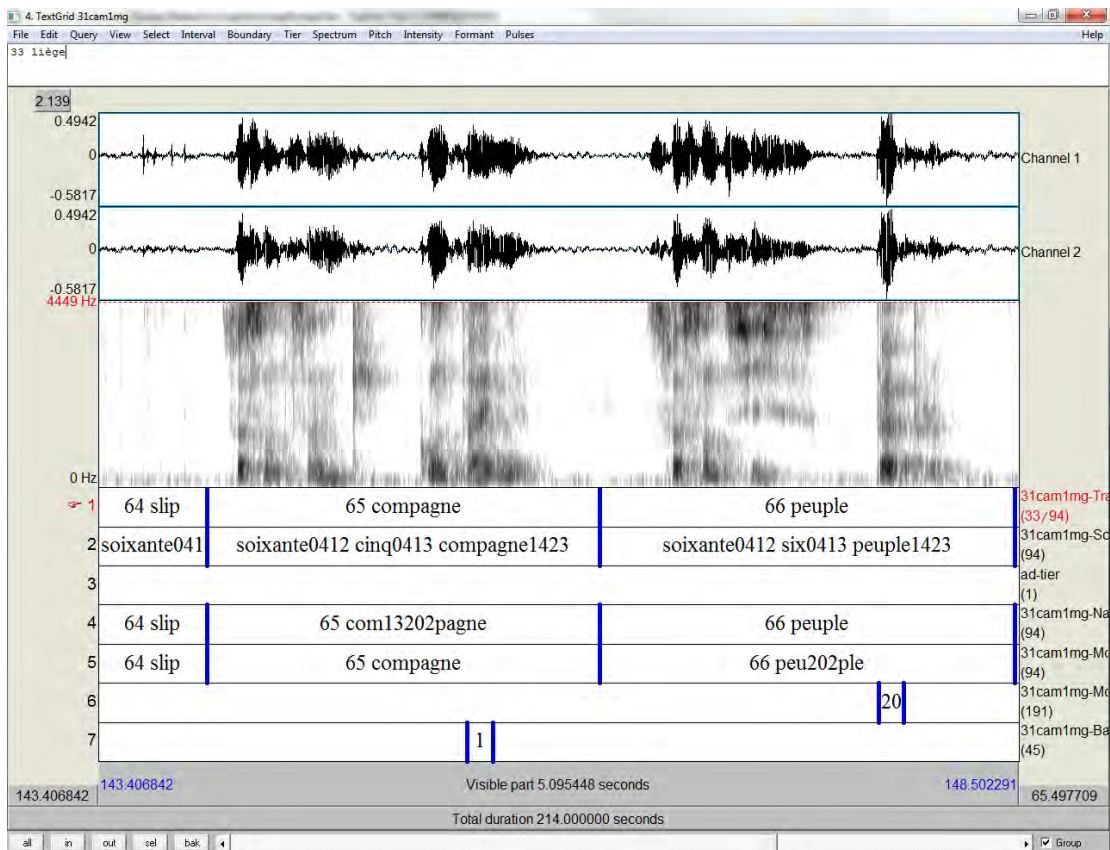 4. TextGrid 31cam1mg
File Edit Query View Select Interval Boundary Tier Spectrum Pitch Intensity Formant Pulses Help
33 liège
2.139
0.4942
0
-0.5817
Channel 1
0.4942
0
-0.5817
Channel 2
4449 Hz
0 Hz
1 64 slip 65 compagne 66 peuple 31cam1mg-Tra
(33/94)
2 soixante041 soixante0412 cinq0413 compagne1423 soixante0412 six0413 peuple1423 31cam1mg-Sc
(94)
3 ad-tier
(1)
4 64 slip 65 com13202pagne 66 peuple 31cam1mg-Na
(94)
5 64 slip 65 compagne 66 peu202ple 31cam1mg-Mo
(94)
6 20 31cam1mg-Mo
(191)
7 1 31cam1mg-Ba
(45)
143.406842 143.406842 Visible part 5.095448 seconds 148.502291 65.497709
Total duration 214.000000 seconds
all in out sel bak Group